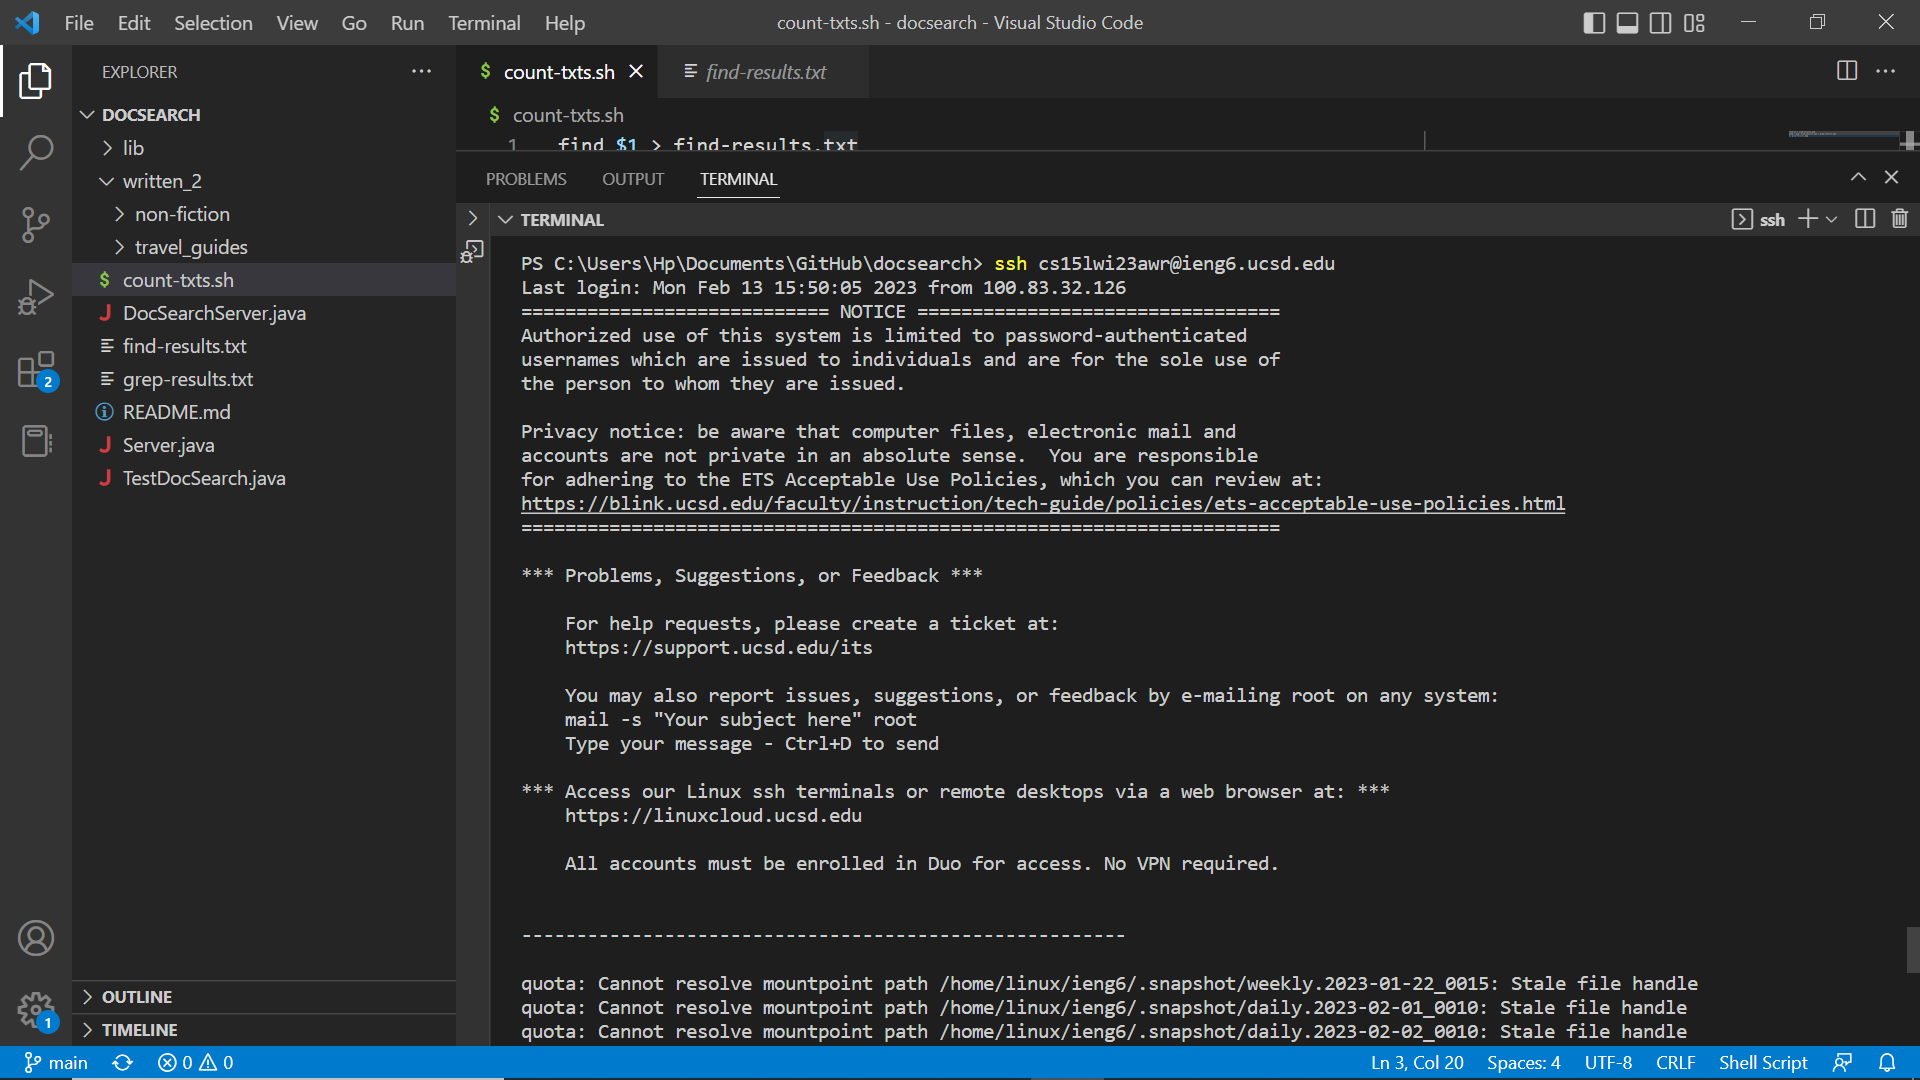 File Edit Selection View Go Run Terminal Help
count-txts.sh - docsearch - Visual Studio Code
EXPLORER
DOCSEARCH
lib
written_2
non-fiction
travel_guides
$ count-txts.sh
J DocSearchServer.java
find-results.txt
grep-results.txt
README.md
J Server.java
J TestDocSearch.java
OUTLINE
TIMELINE
2
1
$ count-txts.sh
find-results.txt
$ count-txts.sh
1 find $1 > find-results.txt
PROBLEMS OUTPUT TERMINAL
TERMINAL
ssh
PS C:\Users\Hp\Documents\GitHub\docsearch> ssh cs15lwi23awr@ieng6.ucsd.edu
Last login: Mon Feb 13 15:50:05 2023 from 100.83.32.126
============================ NOTICE =================================
Authorized use of this system is limited to password-authenticated
usernames which are issued to individuals and are for the sole use of
the person to whom they are issued.
Privacy notice: be aware that computer files, electronic mail and
accounts are not private in an absolute sense.  You are responsible
for adhering to the ETS Acceptable Use Policies, which you can review at:
https://blink.ucsd.edu/faculty/instruction/tech-guide/policies/ets-acceptable-use-policies.html
=====================================================================
*** Problems, Suggestions, or Feedback ***
For help requests, please create a ticket at:
https://support.ucsd.edu/its
You may also report issues, suggestions, or feedback by e-mailing root on any system:
mail -s "Your subject here" root
Type your message - Ctrl+D to send
*** Access our Linux ssh terminals or remote desktops via a web browser at: ***
https://linuxcloud.ucsd.edu
All accounts must be enrolled in Duo for access. No VPN required.
-------------------------------------------------------
quota: Cannot resolve mountpoint path /home/linux/ieng6/.snapshot/weekly.2023-01-22_0015: Stale file handle
quota: Cannot resolve mountpoint path /home/linux/ieng6/.snapshot/daily.2023-02-01_0010: Stale file handle
quota: Cannot resolve mountpoint path /home/linux/ieng6/.snapshot/daily.2023-02-02_0010: Stale file handle
main 0 0
Ln 3, Col 20 Spaces: 4 UTF-8 CRLF Shell Script